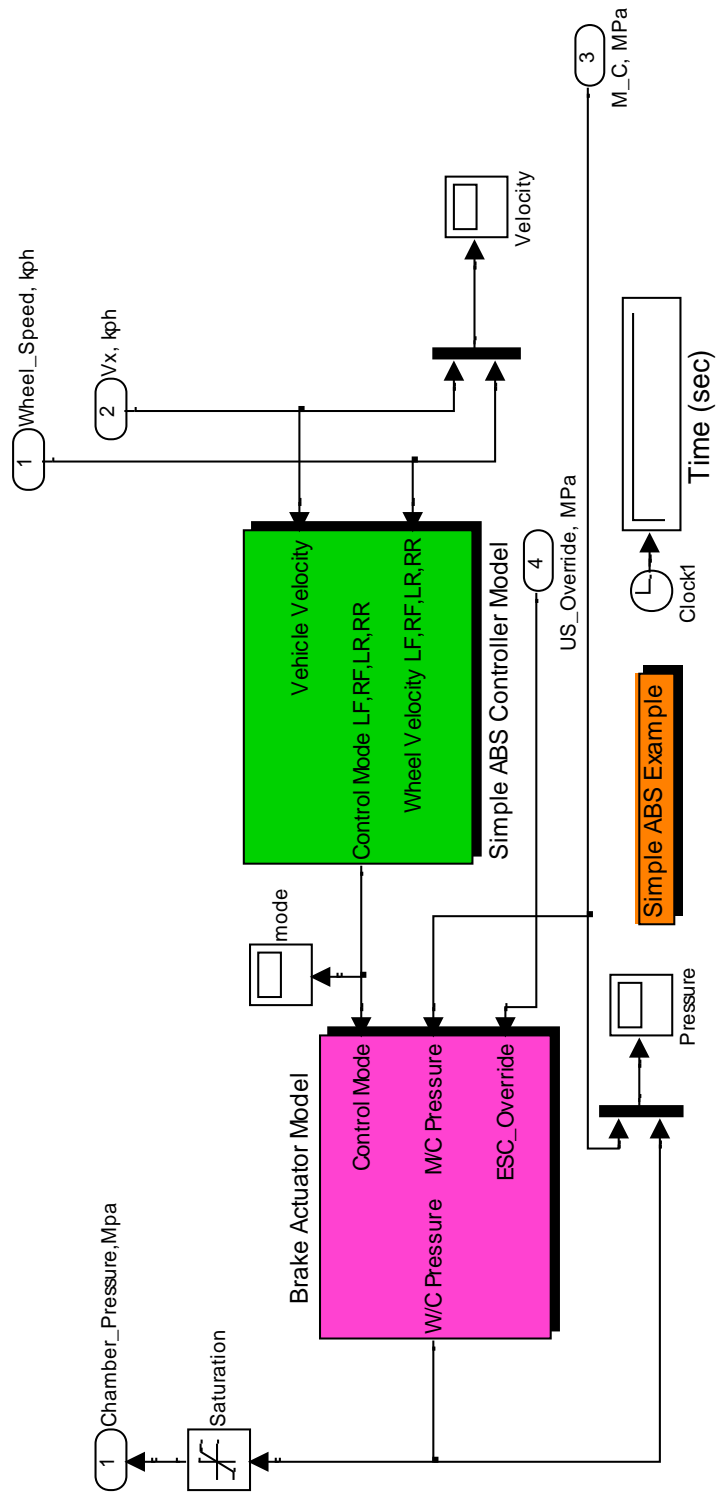 1
Wheel_Speed, kph
2
Vx, kph
Velocity
Vehicle Velocity
Control Mode LF,RF,LR,RR
Wheel Velocity LF,RF,LR,RR
Simple ABS Controller Model
mode
Brake Actuator Model
Control Mode
W/C Pressure
M/C Pressure
ESC_Override
1
Chamber_Pressure,Mpa
Saturation
4
US_Override, MPa
3
M_C, MPa
Pressure
Simple ABS Example
Clock1
Time (sec)